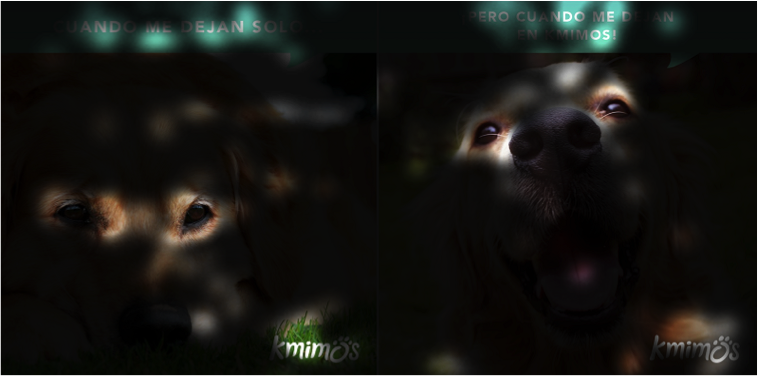 CUANDO ME DEJAN SOLO
PERO CUANDO ME DEJAN
EN KMIMOS!
kmimos
kmimos